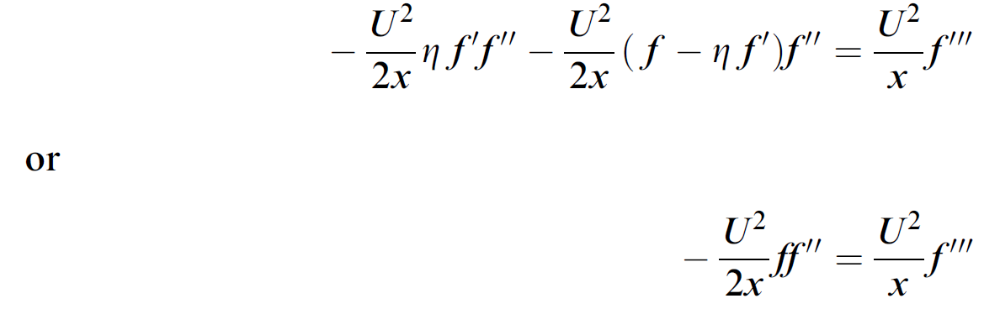 − U²/2x η f′f″ − U²/2x ( f − η f′)f″ = U²/x f‴
or
− U²/2x ff″ = U²/x f‴